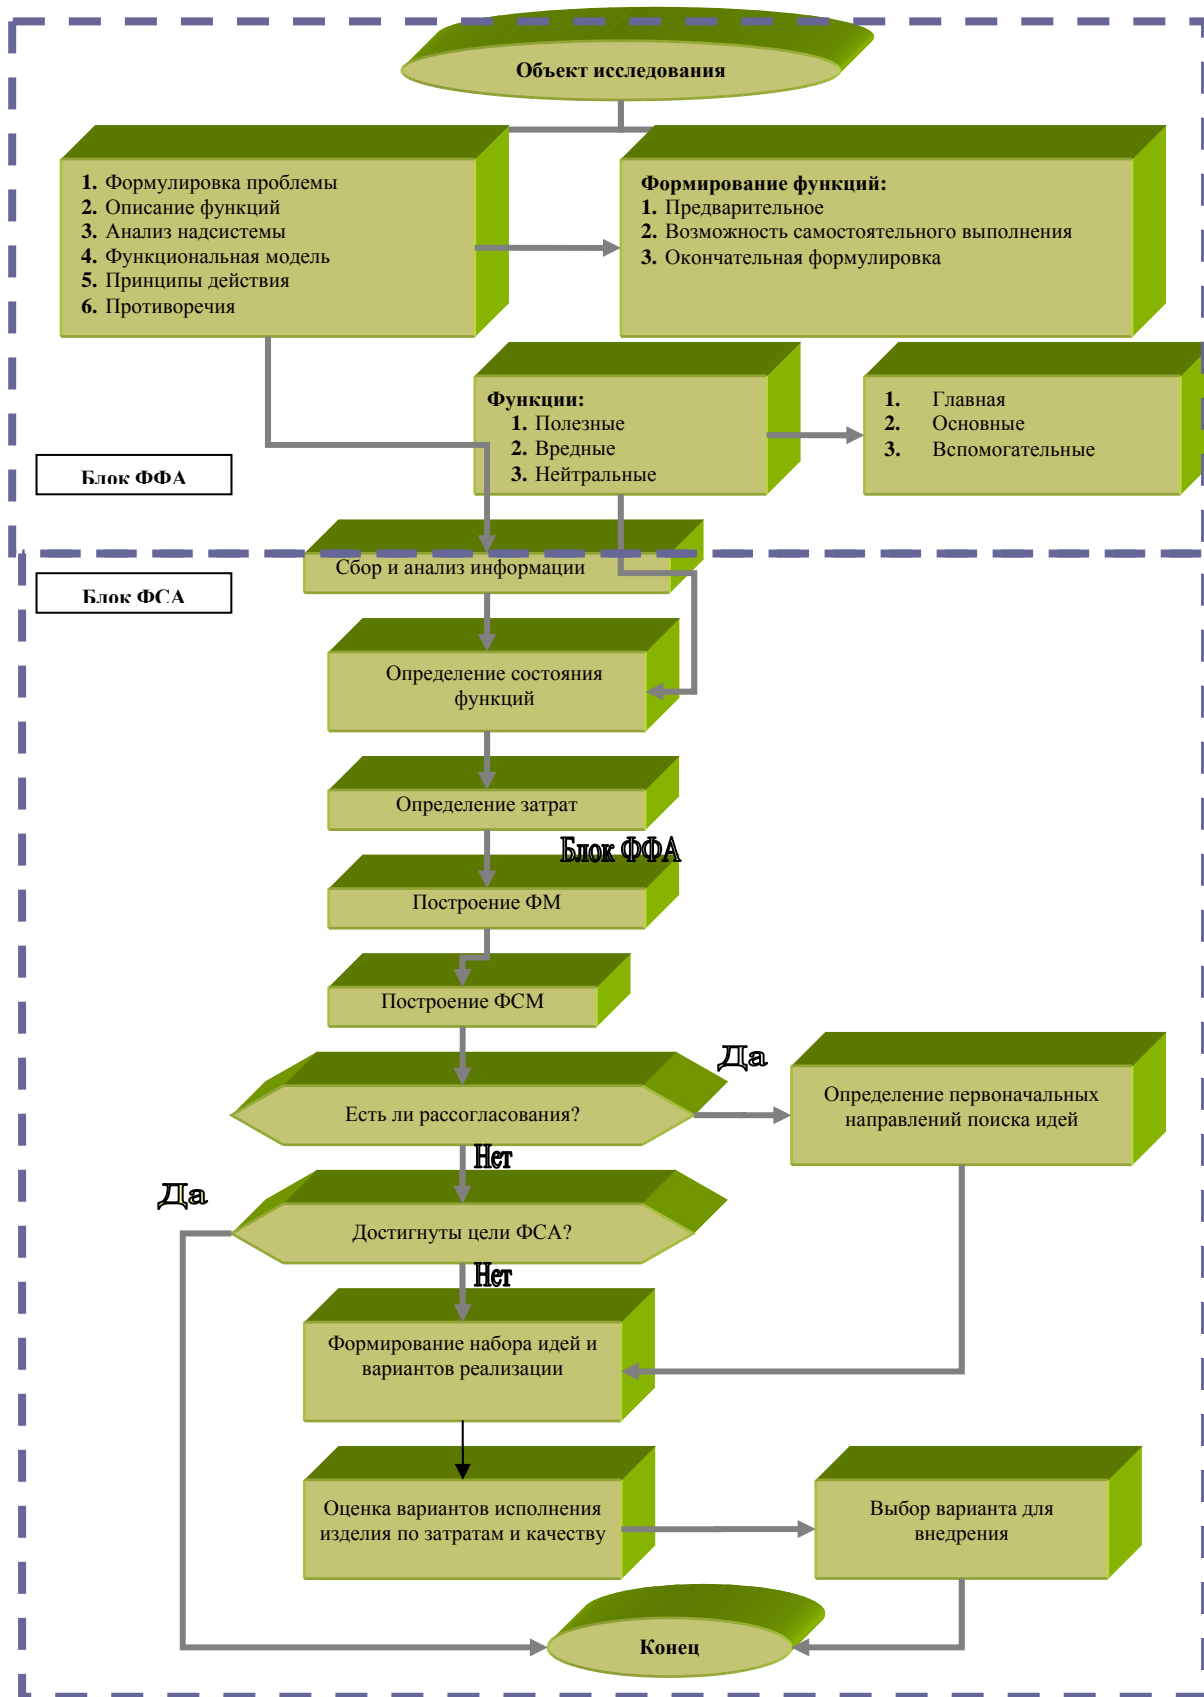 Объект исследования
1. Формулировка проблемы
2. Описание функций
3. Анализ надсистемы
4. Функциональная модель
5. Принципы действия
6. Противоречия
Формирование функций:
1. Предварительное
2. Возможность самостоятельного выполнения
3. Окончательная формулировка
Функции:
1. Полезные
2. Вредные
3. Нейтральные
1. Главная
2. Основные
3. Вспомогательные
Блок ФФА
Сбор и анализ информации
Блок ФСА
Определение состояния
функций
Определение затрат
Блок ФФА
Построение ФМ
Построение ФСМ
Есть ли рассогласования?
Да
Определение первоначальных
направлений поиска идей
Нет
Да
Достигнуты цели ФСА?
Нет
Формирование набора идей и
вариантов реализации
Оценка вариантов исполнения
изделия по затратам и качеству
Выбор варианта для
внедрения
Конец